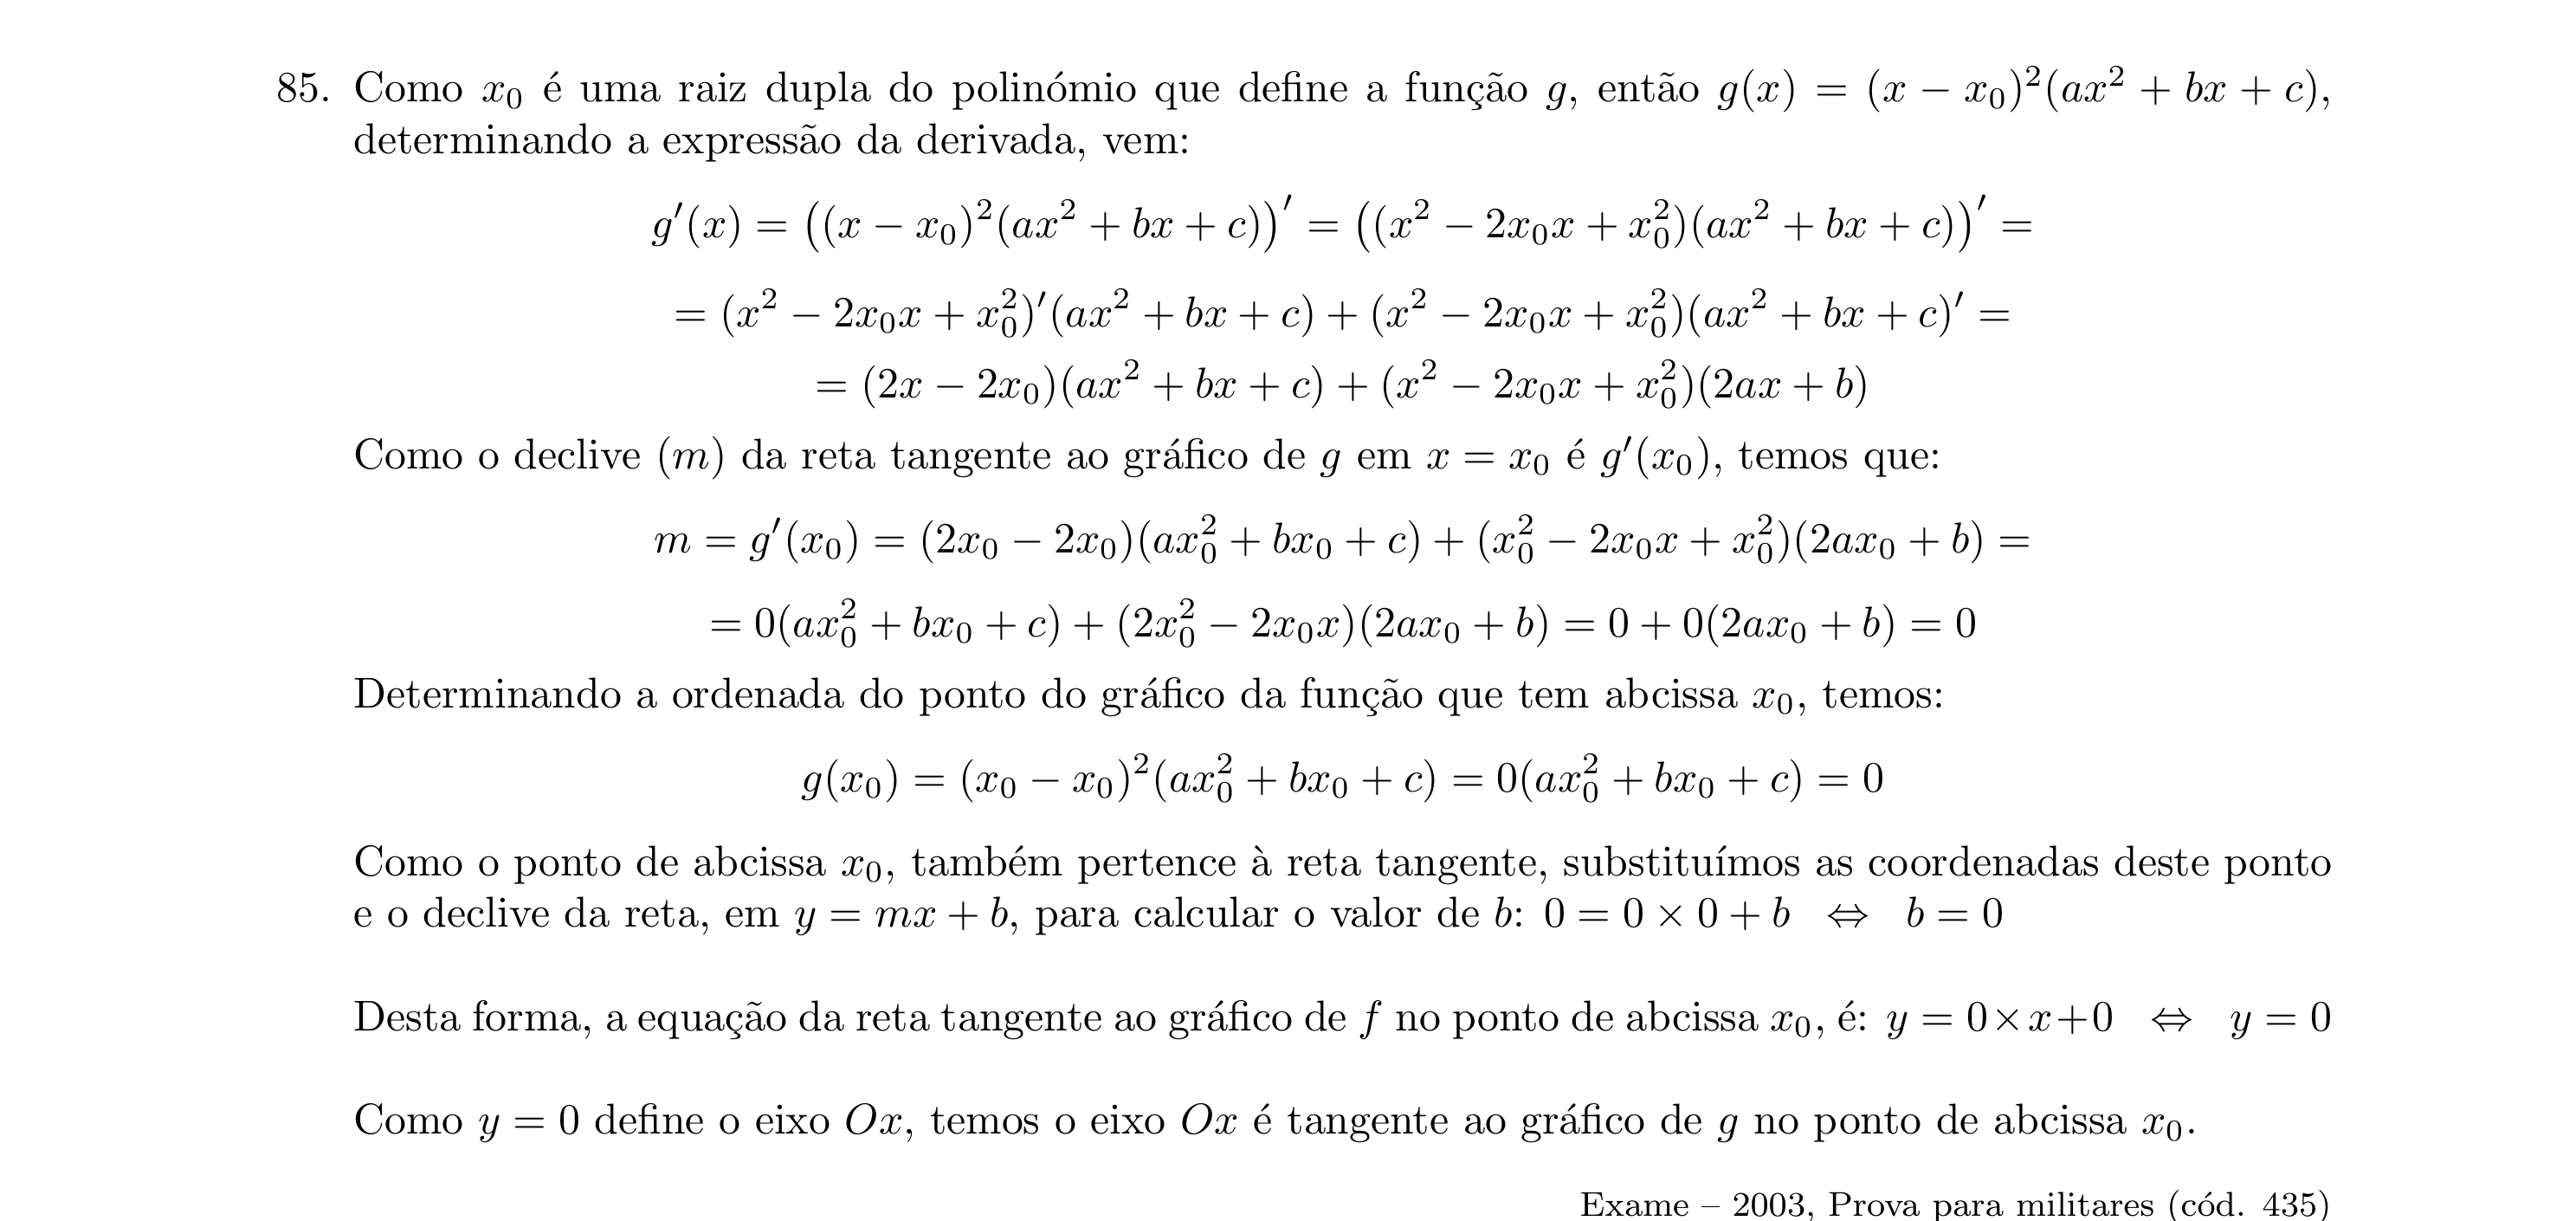 85. Como $x_0$ é uma raiz dupla do polinómio que define a função $g$, então $g(x) = (x - x_0)^2(ax^2 + bx + c)$,
determinando a expressão da derivada, vem:
$g'(x) = \left((x - x_0)^2(ax^2 + bx + c)\right)' = \left((x^2 - 2x_0x + x_0^2)(ax^2 + bx + c)\right)' =$
$= (x^2 - 2x_0x + x_0^2)'(ax^2 + bx + c) + (x^2 - 2x_0x + x_0^2)(ax^2 + bx + c)' =$
$= (2x - 2x_0)(ax^2 + bx + c) + (x^2 - 2x_0x + x_0^2)(2ax + b)$
Como o declive $(m)$ da reta tangente ao gráfico de $g$ em $x = x_0$ é $g'(x_0)$, temos que:
$m = g'(x_0) = (2x_0 - 2x_0)(ax_0^2 + bx_0 + c) + (x_0^2 - 2x_0x + x_0^2)(2ax_0 + b) =$
$= 0(ax_0^2 + bx_0 + c) + (2x_0^2 - 2x_0x)(2ax_0 + b) = 0 + 0(2ax_0 + b) = 0$
Determinando a ordenada do ponto do gráfico da função que tem abcissa $x_0$, temos:
$g(x_0) = (x_0 - x_0)^2(ax_0^2 + bx_0 + c) = 0(ax_0^2 + bx_0 + c) = 0$
Como o ponto de abcissa $x_0$, também pertence à reta tangente, substituímos as coordenadas deste ponto
e o declive da reta, em $y = mx + b$, para calcular o valor de $b$: $0 = 0 \times 0 + b \Leftrightarrow b = 0$
Desta forma, a equação da reta tangente ao gráfico de $f$ no ponto de abcissa $x_0$, é: $y = 0 \times x + 0 \Leftrightarrow y = 0$
Como $y = 0$ define o eixo $Ox$, temos o eixo $Ox$ é tangente ao gráfico de $g$ no ponto de abcissa $x_0$.
Exame – 2003, Prova para militares (cód. 435)